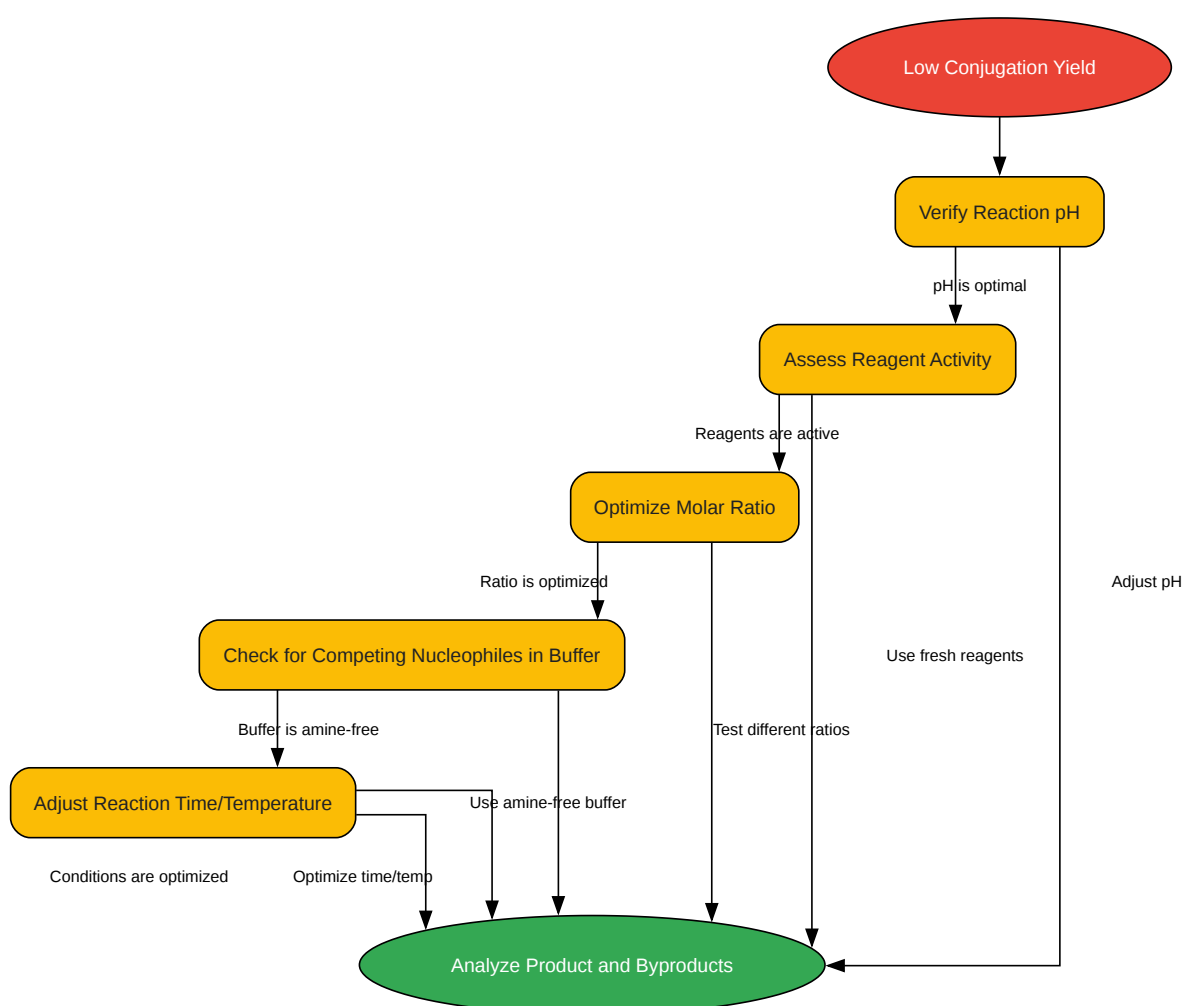 Low Conjugation Yield
Verify Reaction pH
pH is optimal
Assess Reagent Activity
Reagents are active
Optimize Molar Ratio
Ratio is optimized
Adjust pH
Check for Competing Nucleophiles in Buffer
Use fresh reagents
Buffer is amine-free
Test different ratios
Adjust Reaction Time/Temperature
Use amine-free buffer
Conditions are optimized
Optimize time/temp
Analyze Product and Byproducts